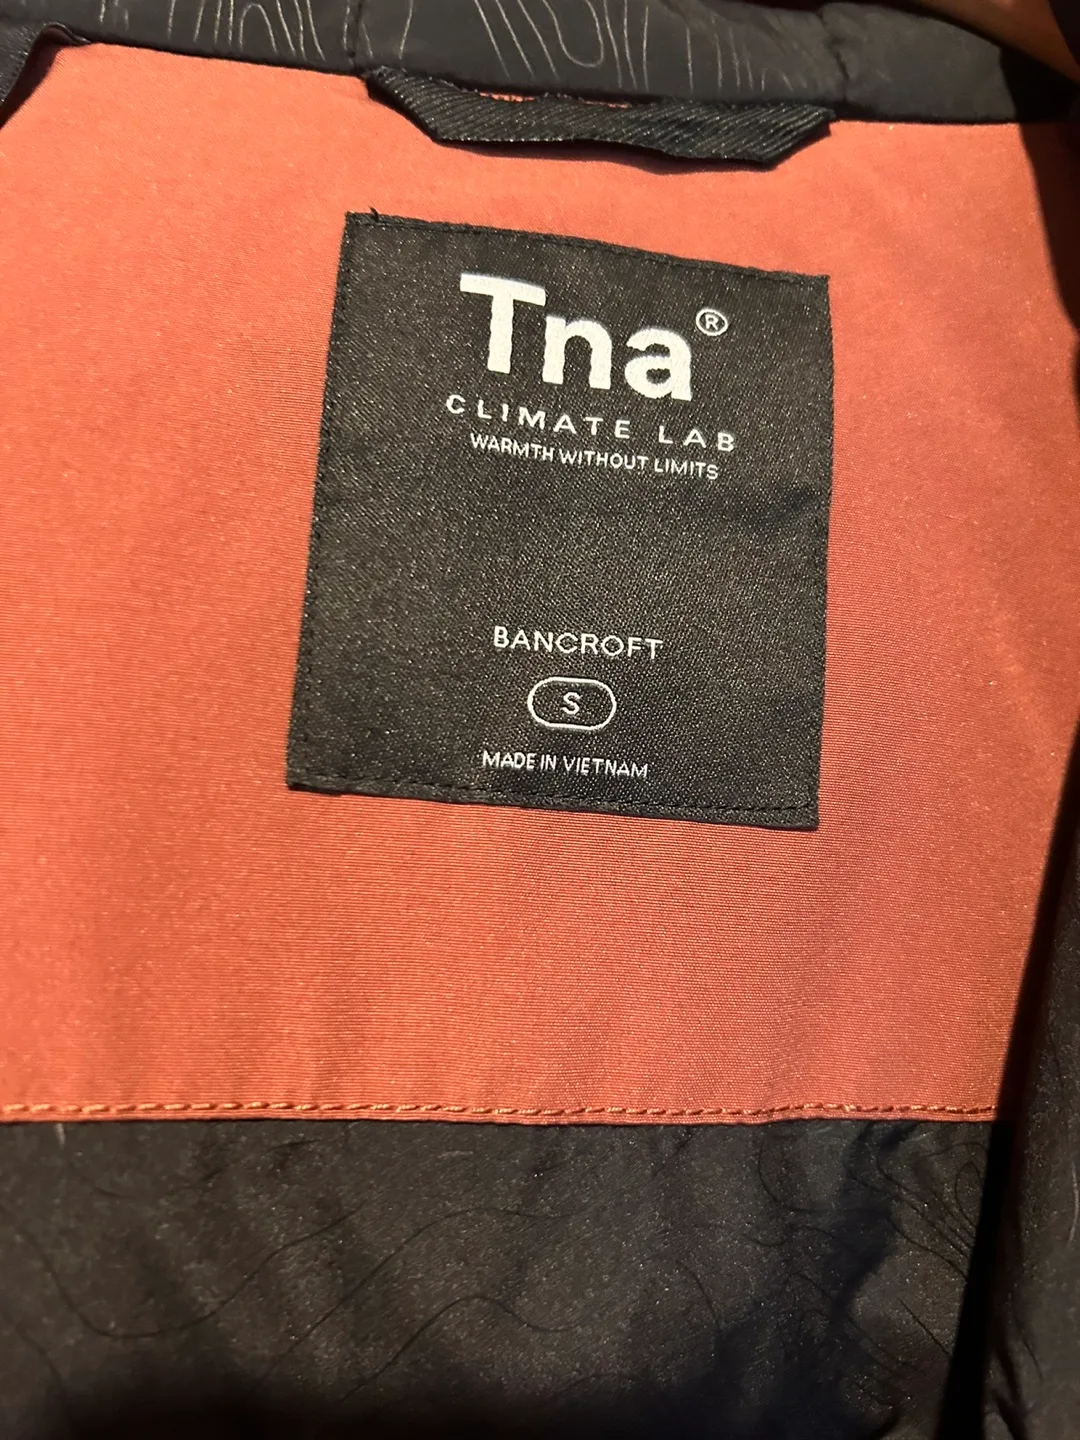 Tna®
CLIMATE LAB
WARMTH WITHOUT LIMITS
BANCROFT
S
MADE IN VIETNAM